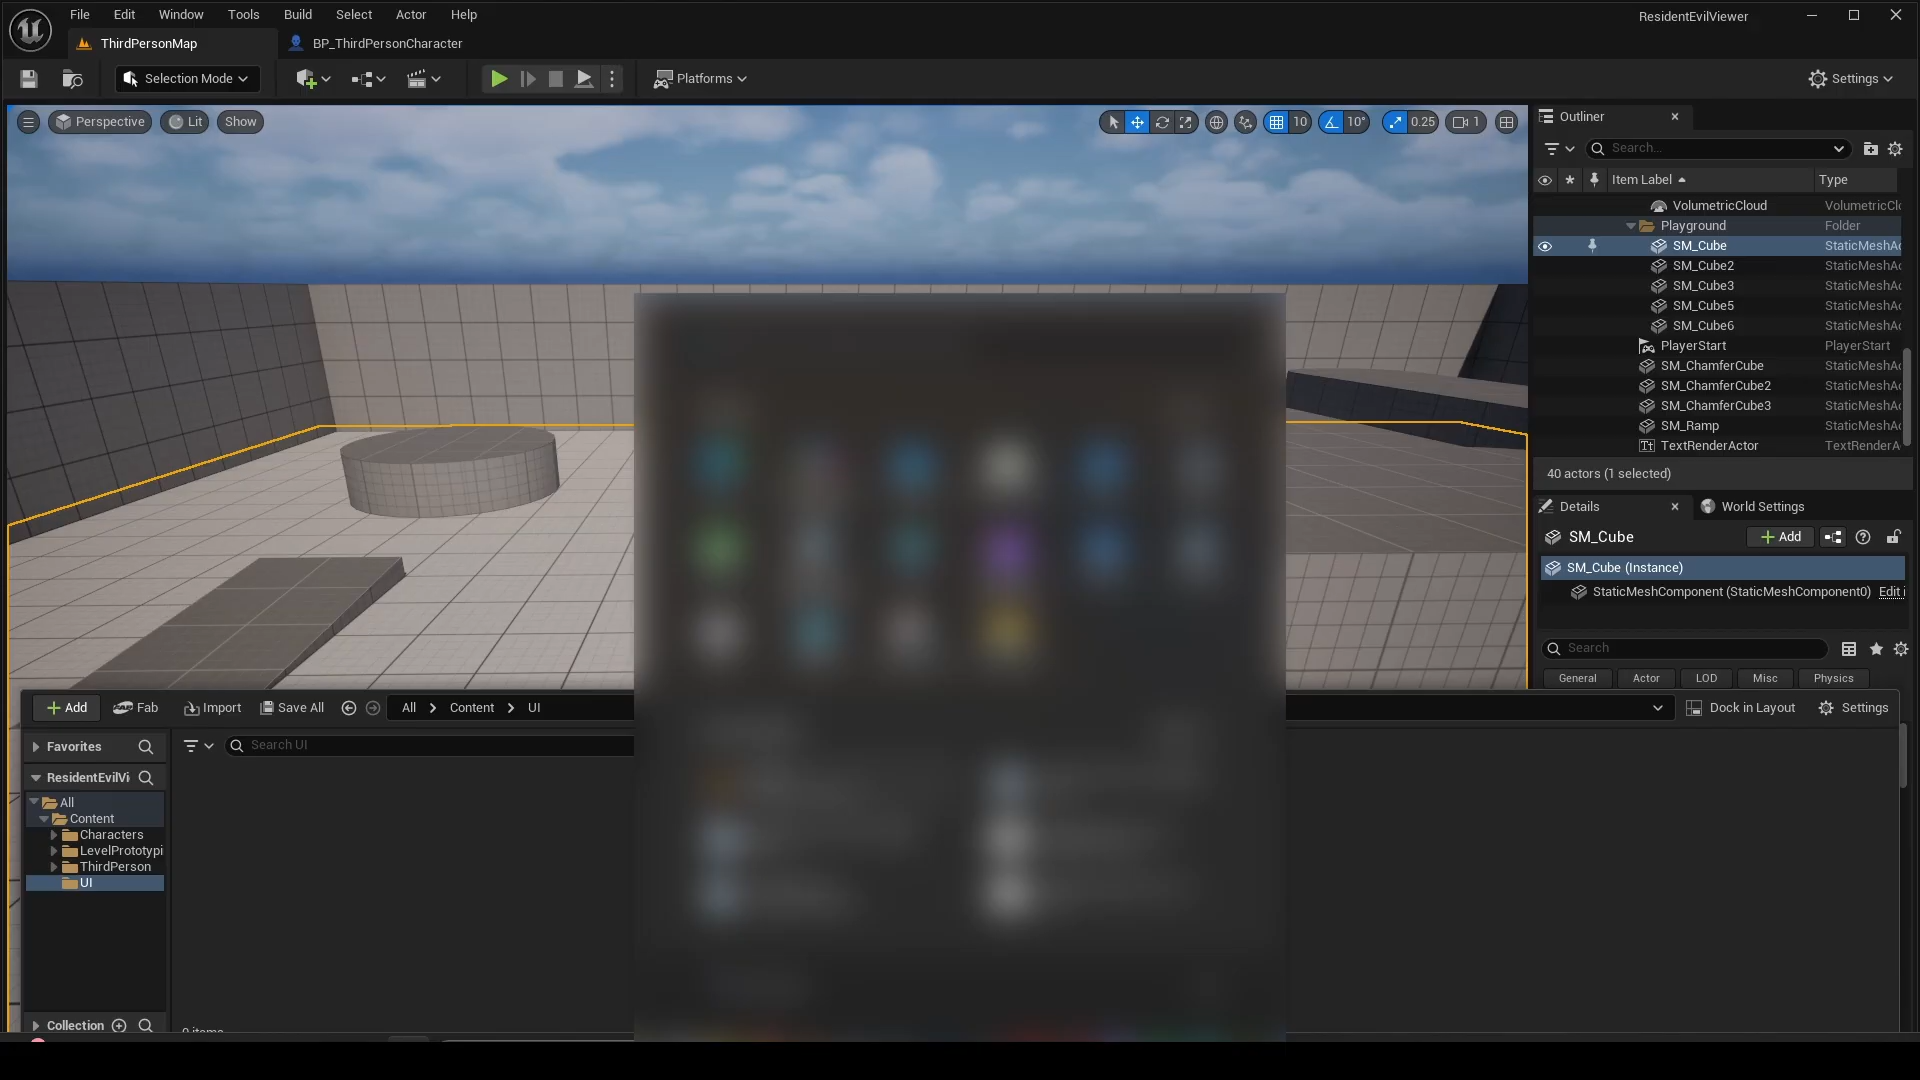 File Edit Window Tools Build Select Actor Help
ResidentEvilViewer
ThirdPersonMap
BP_ThirdPersonCharacter
Selection Mode
Platforms
Settings
Perspective
Lit
Show
10
10°
0.25
1
Outliner
Search...
Item Label
Type
VolumetricCloud VolumetricCl
Playground Folder
SM_Cube StaticMeshA
SM_Cube2 StaticMeshA
SM_Cube3 StaticMeshA
SM_Cube5 StaticMeshA
SM_Cube6 StaticMeshA
PlayerStart PlayerStart
SM_ChamferCube StaticMeshA
SM_ChamferCube2 StaticMeshA
SM_ChamferCube3 StaticMeshA
SM_Ramp StaticMeshA
TextRenderActor TextRenderA
40 actors (1 selected)
Details
World Settings
SM_Cube
Add
SM_Cube (Instance)
StaticMeshComponent (StaticMeshComponent0) Edit i
Search
General Actor LOD Misc Physics
Add
Fab
Import
Save All
All
Content
UI
Dock in Layout
Settings
Favorites
Search UI
ResidentEvilVi
All
Content
Characters
LevelPrototypi
ThirdPerson
UI
Collection
0 items